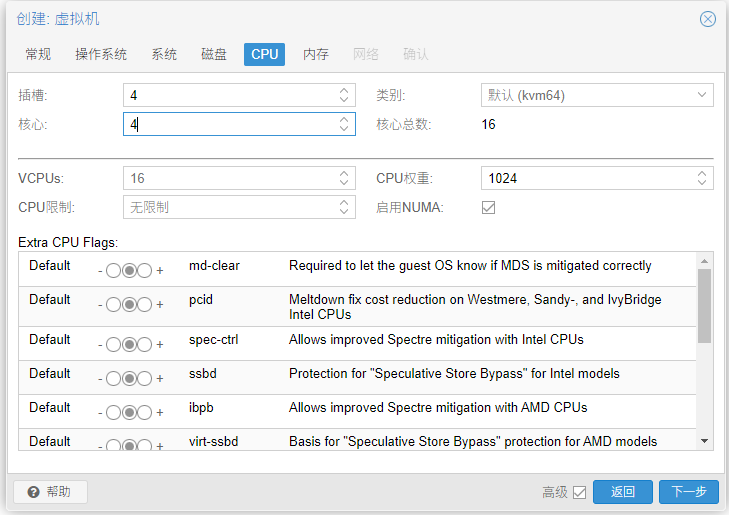 创建: 虚拟机
常规 操作系统 系统 磁盘 CPU 内存 网络 确认
插槽: 4 类别: 默认 (kvm64)
核心: 4 核心总数: 16
VCPUs: 16 CPU权重: 1024
CPU限制: 无限制 启用NUMA:
Extra CPU Flags:
Default - + md-clear Required to let the guest OS know if MDS is mitigated correctly
Default - + pcid Meltdown fix cost reduction on Westmere, Sandy-, and IvyBridge
Intel CPUs
Default - + spec-ctrl Allows improved Spectre mitigation with Intel CPUs
Default - + ssbd Protection for "Speculative Store Bypass" for Intel models
Default - + ibpb Allows improved Spectre mitigation with AMD CPUs
Default - + virt-ssbd Basis for "Speculative Store Bypass" protection for AMD models
? 帮助 高级 返回 下一步